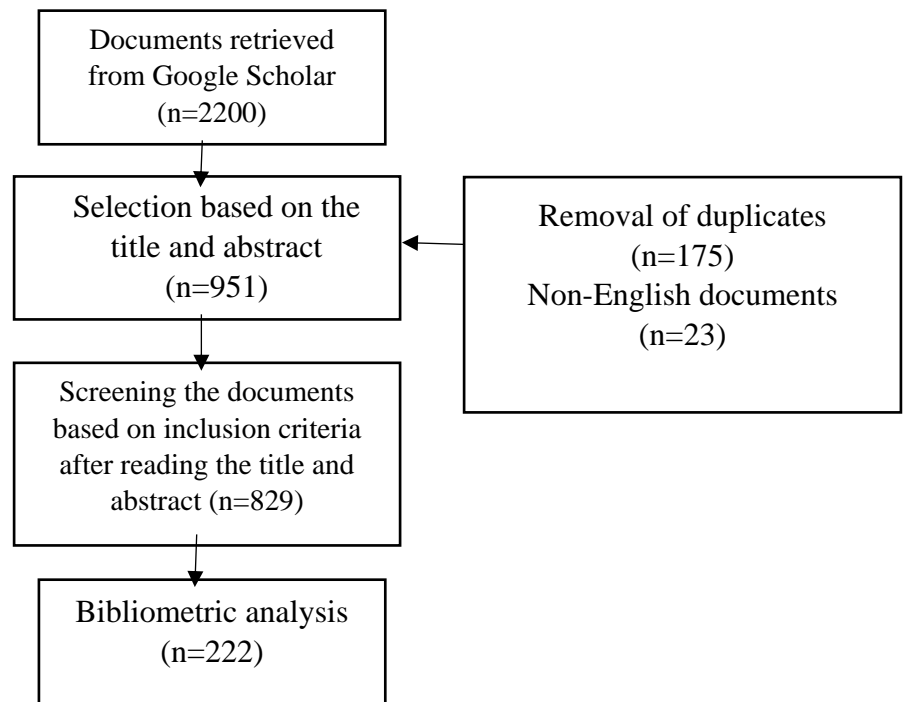 Documents retrieved
from Google Scholar
(n=2200)
Selection based on the
title and abstract
(n=951)
Removal of duplicates
(n=175)
Non-English documents
(n=23)
Screening the documents
based on inclusion criteria
after reading the title and
abstract (n=829)
Bibliometric analysis
(n=222)